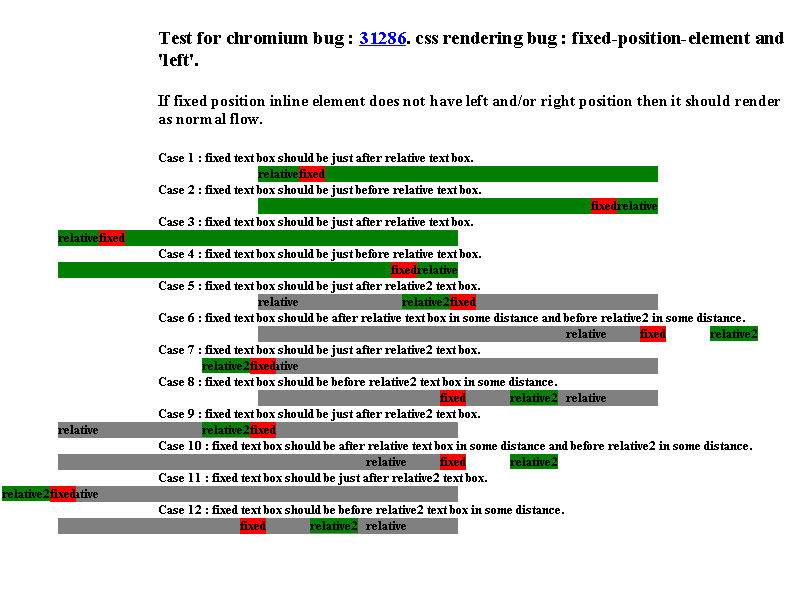 Test for chromium bug : 31286. css rendering bug : fixed-position-element and
'left'.
If fixed position inline element does not have left and/or right position then it should render
as normal flow.
Case 1 : fixed text box should be just after relative text box.
relativefixed
Case 2 : fixed text box should be just before relative text box.
fixedrelative
Case 3 : fixed text box should be just after relative text box.
relativefixed
Case 4 : fixed text box should be just before relative text box.
fixedrelative
Case 5 : fixed text box should be just after relative2 text box.
relative relative2fixed
Case 6 : fixed text box should be after relative text box in some distance and before relative2 in some distance.
relative fixed relative2
Case 7 : fixed text box should be just after relative2 text box.
relative2fixedative
Case 8 : fixed text box should be before relative2 text box in some distance.
fixed relative2 relative
Case 9 : fixed text box should be just after relative2 text box.
relative relative2fixed
Case 10 : fixed text box should be after relative text box in some distance and before relative2 in some distance.
relative fixed relative2
Case 11 : fixed text box should be just after relative2 text box.
relative2fixedative
Case 12 : fixed text box should be before relative2 text box in some distance.
fixed relative2 relative